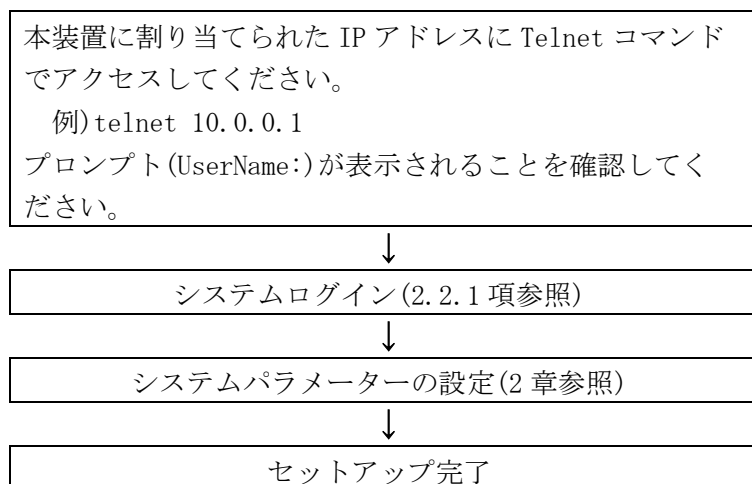 本装置に割り当てられた IP アドレスに Telnet コマンド
でアクセスしてください。
例)telnet 10.0.0.1
プロンプト(UserName:)が表示されることを確認してく
ださい。
↓
システムログイン(2.2.1 項参照)
↓
システムパラメーターの設定(2 章参照)
↓
セットアップ完了